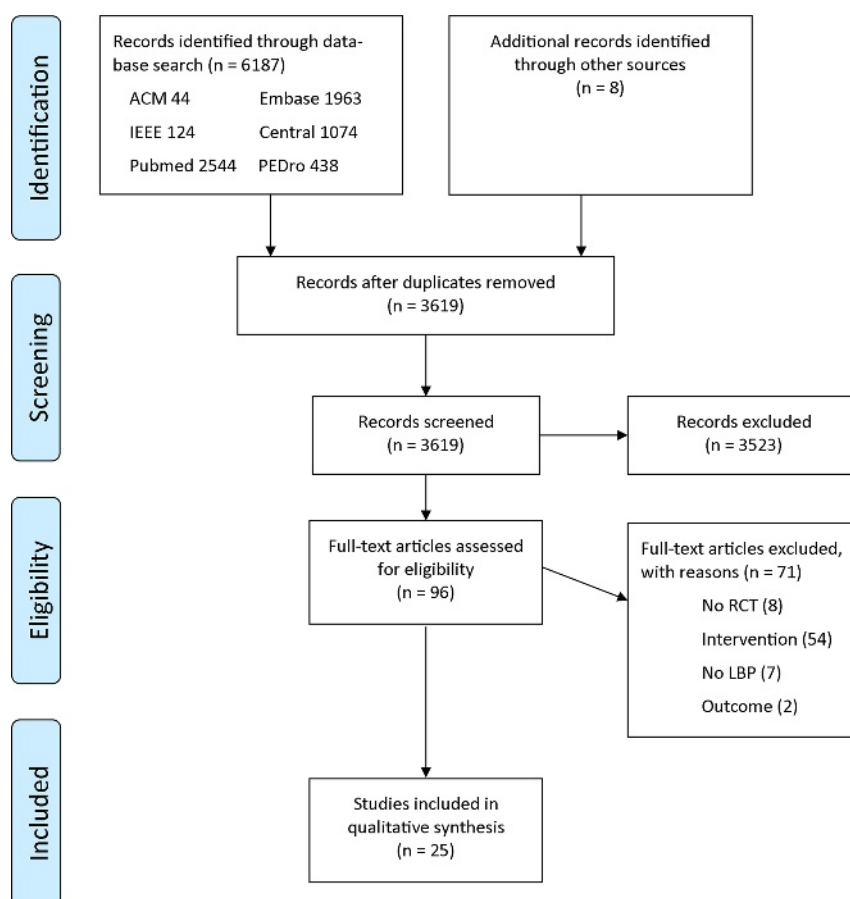 Identification
Records identified through data-
base search (n = 6187)
ACM 44 Embase 1963
IEEE 124 Central 1074
Pubmed 2544 PEDro 438
Additional records identified
through other sources
(n = 8)
Screening
Records after duplicates removed
(n = 3619)
Records screened
(n = 3619)
Records excluded
(n = 3523)
Eligibility
Full-text articles assessed
for eligibility
(n = 96)
Full-text articles excluded,
with reasons (n = 71)
No RCT (8)
Intervention (54)
No LBP (7)
Outcome (2)
Included
Studies included in
qualitative synthesis
(n = 25)